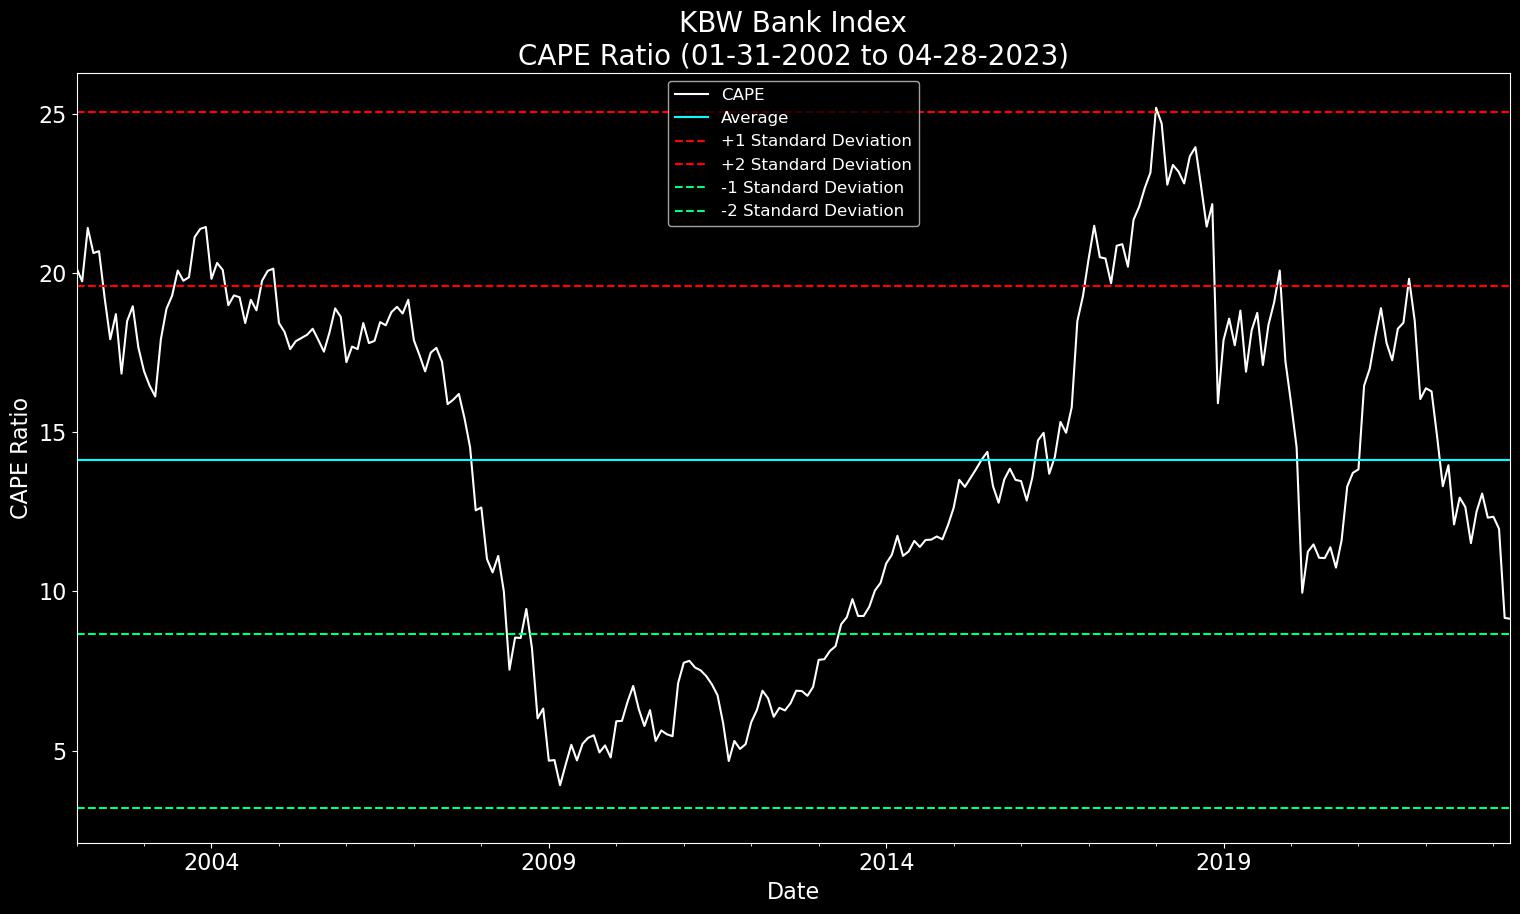 KBW Bank Index
CAPE Ratio (01-31-2002 to 04-28-2023)
CAPE
Average
+1 Standard Deviation
+2 Standard Deviation
-1 Standard Deviation
-2 Standard Deviation
25
20
15
10
5
CAPE Ratio
2004
2009
2014
2019
Date